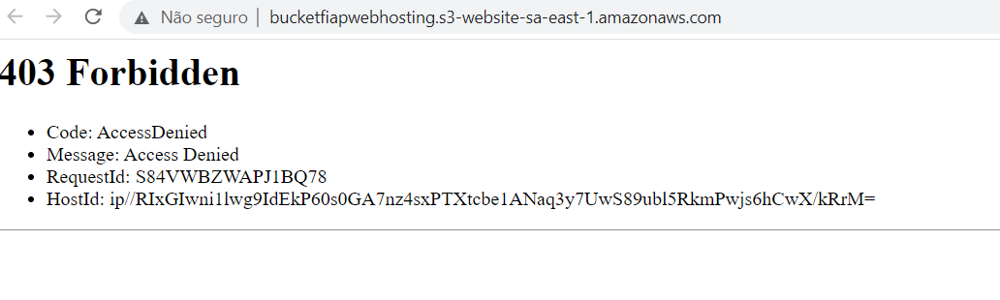 Não seguro | bucketfiapwebhosting.s3-website-sa-east-1.amazonaws.com
403 Forbidden
• Code: AccessDenied
• Message: Access Denied
• RequestId: S84VWBZWAPJ1BQ78
• HostId: ip//RIxGIwni1lwg9IdEkP60s0GA7nz4sxPTXtcbe1ANaq3y7UwS89ubl5RkmPwjs6hCwX/kRrM=